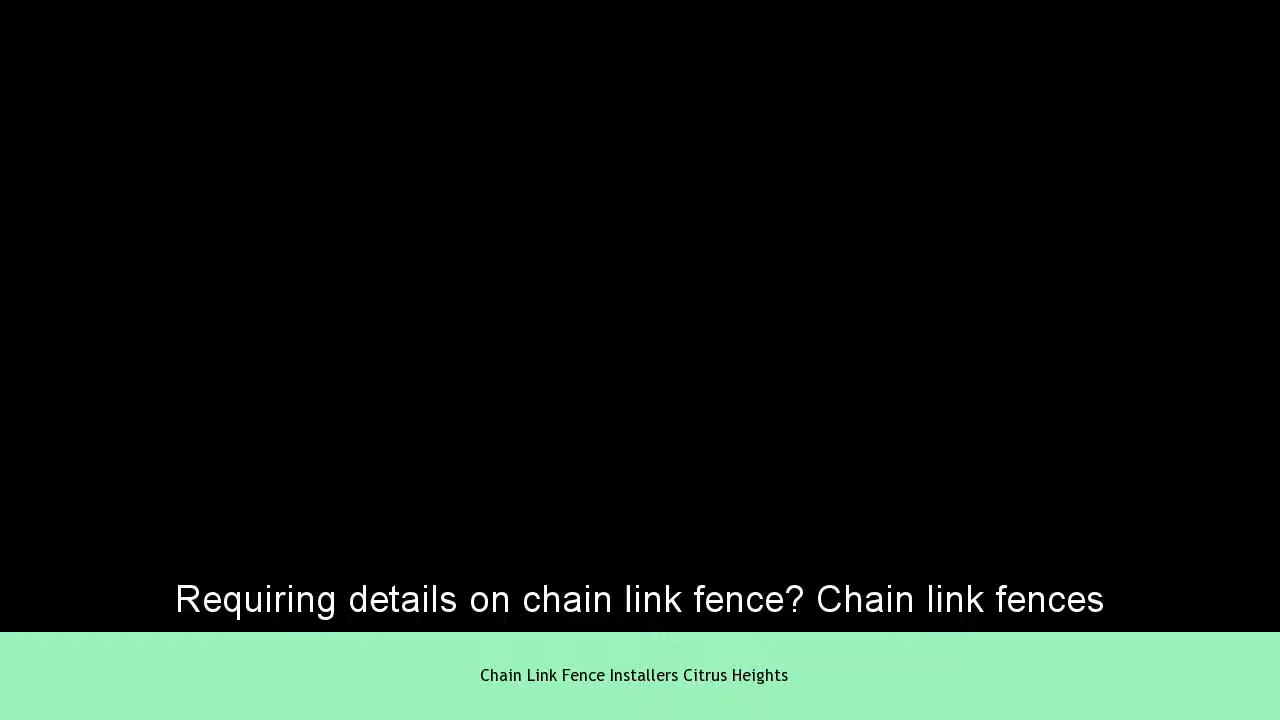 Requiring details on chain link fence? Chain link fences
Chain Link Fence Installers Citrus Heights